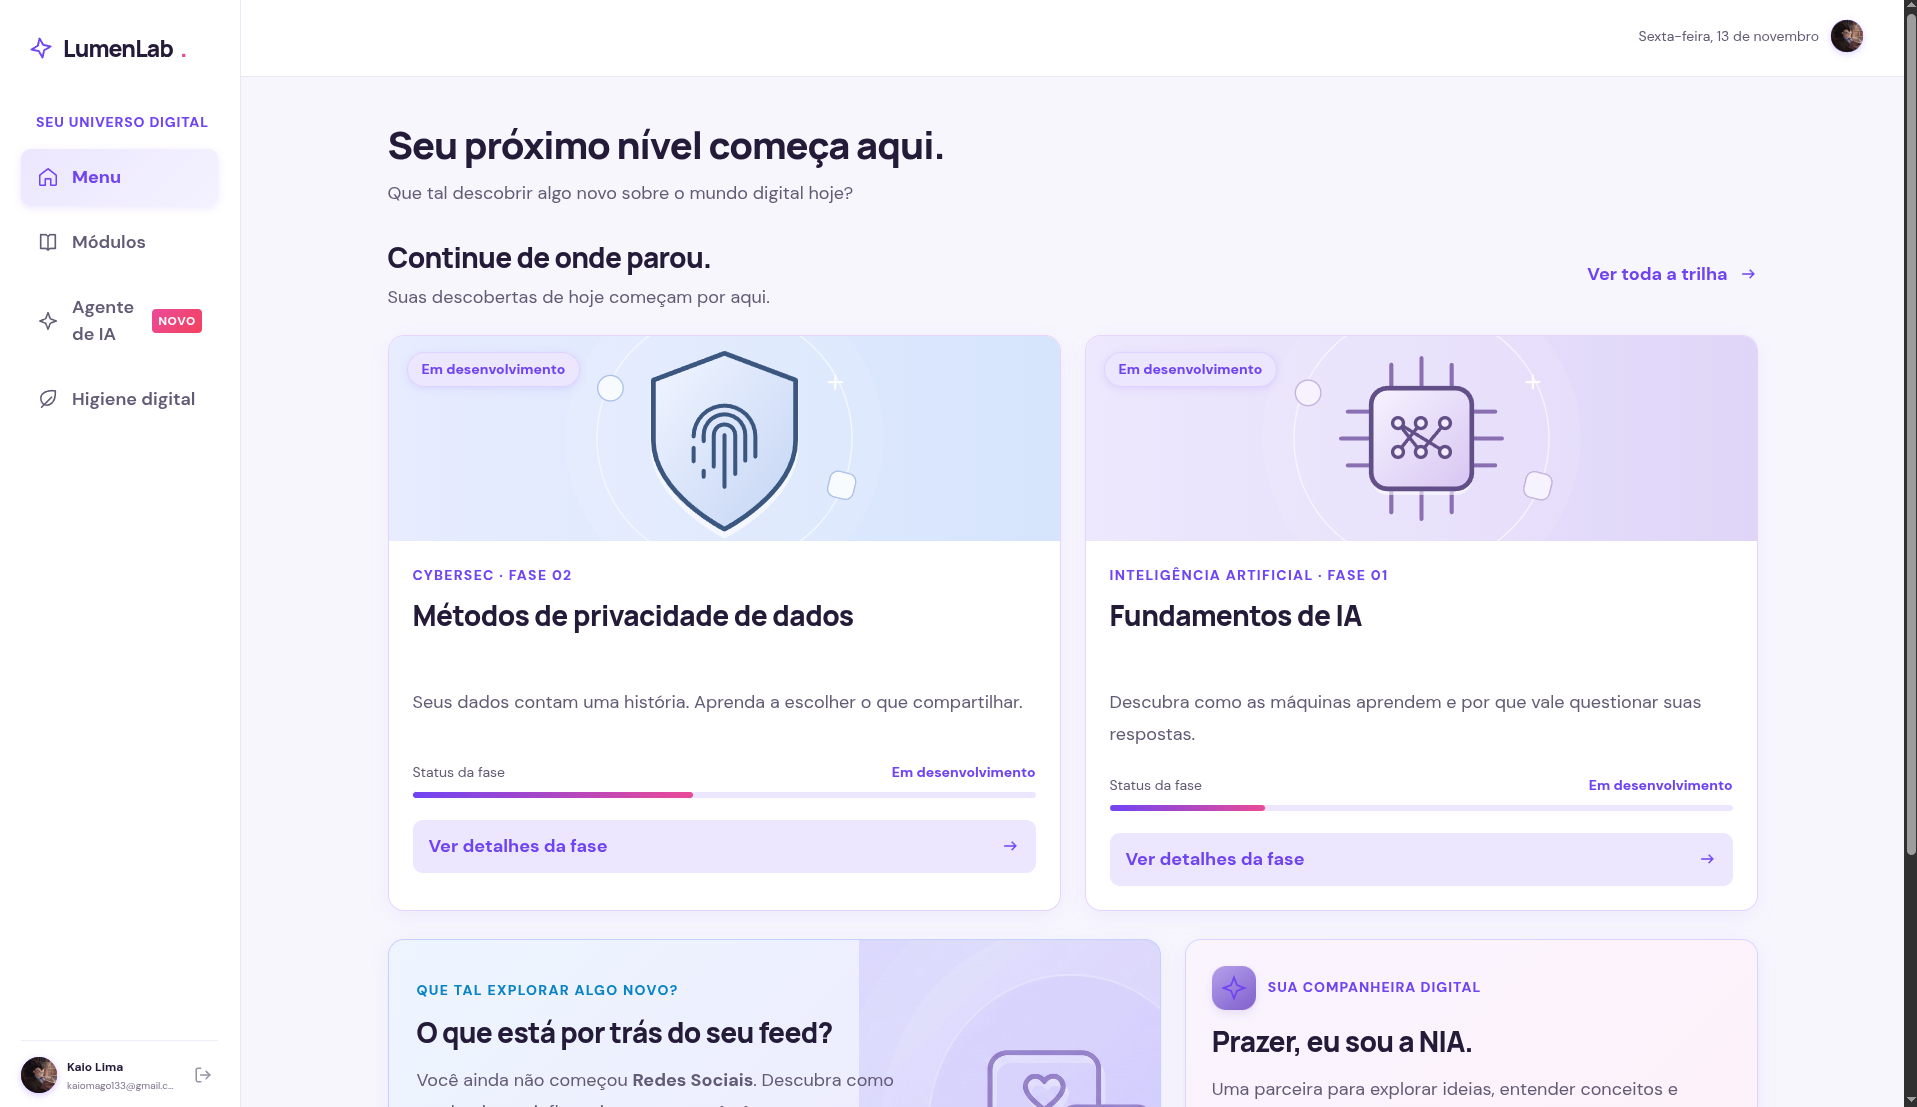 LumenLab .
Sexta-feira, 13 de novembro
SEU UNIVERSO DIGITAL
Menu
Módulos
Agente
de IA
NOVO
Higiene digital
Seu próximo nível começa aqui.
Que tal descobrir algo novo sobre o mundo digital hoje?
Continue de onde parou.
Suas descobertas de hoje começam por aqui.
Ver toda a trilha →
Em desenvolvimento
CYBERSEC · FASE 02
Métodos de privacidade de dados
Seus dados contam uma história. Aprenda a escolher o que compartilhar.
Status da fase
Em desenvolvimento
Ver detalhes da fase →
Em desenvolvimento
INTELIGÊNCIA ARTIFICIAL · FASE 01
Fundamentos de IA
Descubra como as máquinas aprendem e por que vale questionar suas
respostas.
Status da fase
Em desenvolvimento
Ver detalhes da fase →
QUE TAL EXPLORAR ALGO NOVO?
O que está por trás do seu feed?
Você ainda não começou Redes Sociais. Descubra como
SUA COMPANHEIRA DIGITAL
Prazer, eu sou a NIA.
Uma parceira para explorar ideias, entender conceitos e
Kaio Lima
kaiomago133@gmail.c...